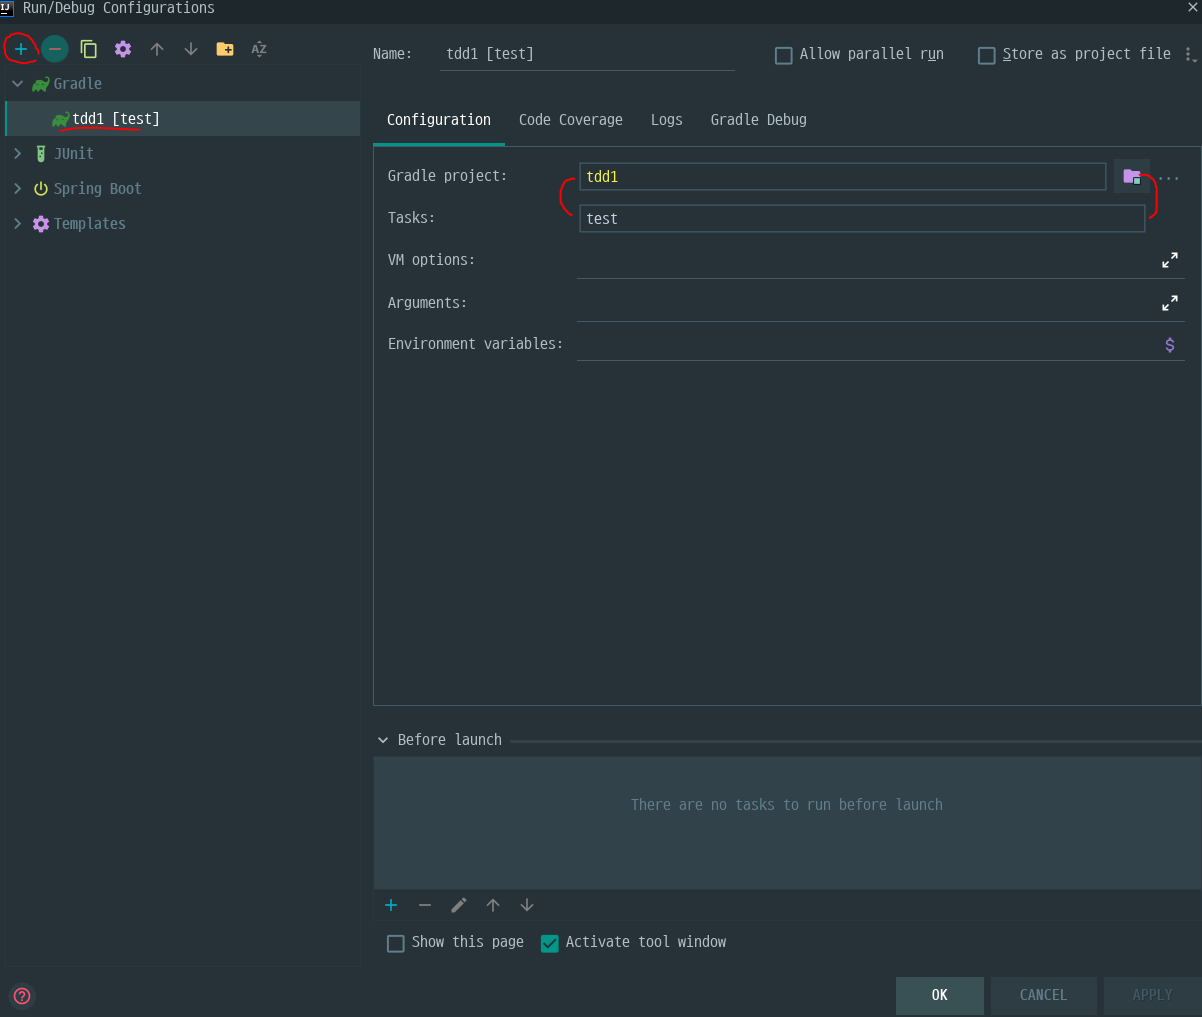 IJ Run/Debug Configurations
AZ
Name: tdd1 [test] Allow parallel run Store as project file
Gradle
tdd1 [test]
JUnit
Spring Boot
Templates
Configuration Code Coverage Logs Gradle Debug
Gradle project: tdd1 ...
Tasks: test
VM options:
Arguments:
Environment variables: $
Before launch
There are no tasks to run before launch
Show this page Activate tool window
? OK CANCEL APPLY